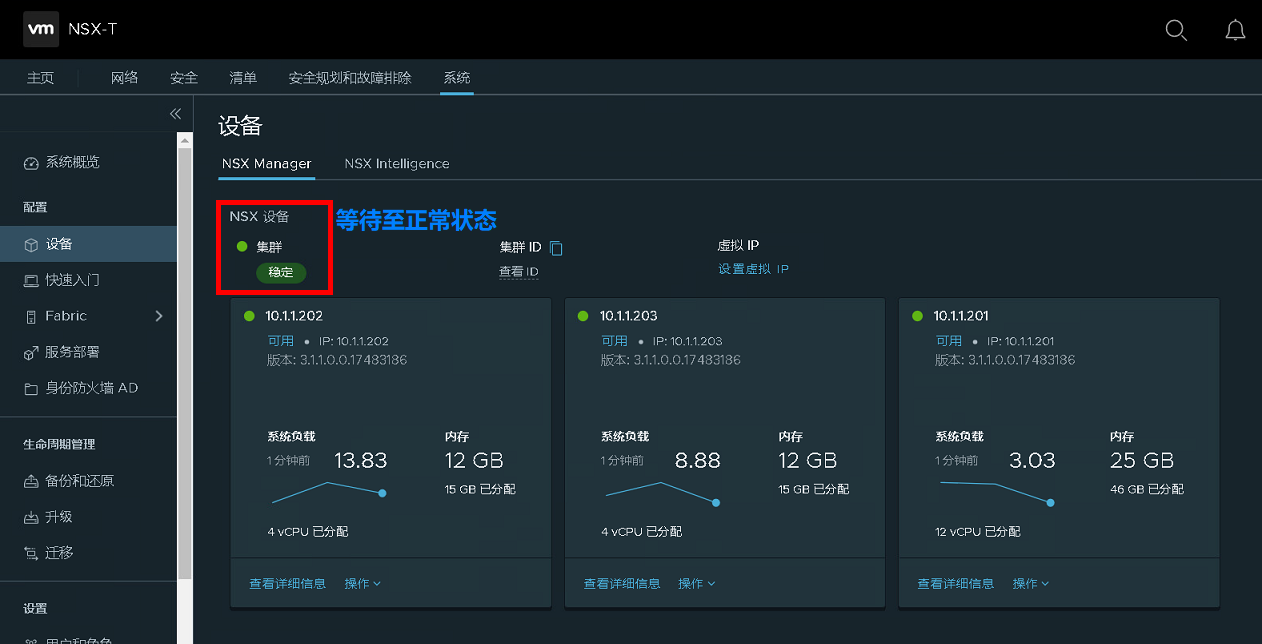 vm NSX-T
主页 网络 安全 清单 安全规划和故障排除 系统
设备
NSX Manager NSX Intelligence
系统概览
配置
设备
快速入门
Fabric
服务部署
身份防火墙 AD
生命周期管理
备份和还原
升级
迁移
设置
用户和角色
NSX 设备
等待至正常状态
集群
稳定
集群 ID
查看 ID
虚拟 IP
设置虚拟 IP
10.1.1.202
可用 • IP: 10.1.1.202
版本: 3.1.1.0.0.17483186
系统负载 内存
1 分钟前 13.83 12 GB
15 GB 已分配
4 vCPU 已分配
查看详细信息 操作
10.1.1.203
可用 • IP: 10.1.1.203
版本: 3.1.1.0.0.17483186
系统负载 内存
1 分钟前 8.88 12 GB
15 GB 已分配
4 vCPU 已分配
查看详细信息 操作
10.1.1.201
可用 • IP: 10.1.1.201
版本: 3.1.1.0.0.17483186
系统负载 内存
1 分钟前 3.03 25 GB
46 GB 已分配
12 vCPU 已分配
查看详细信息 操作